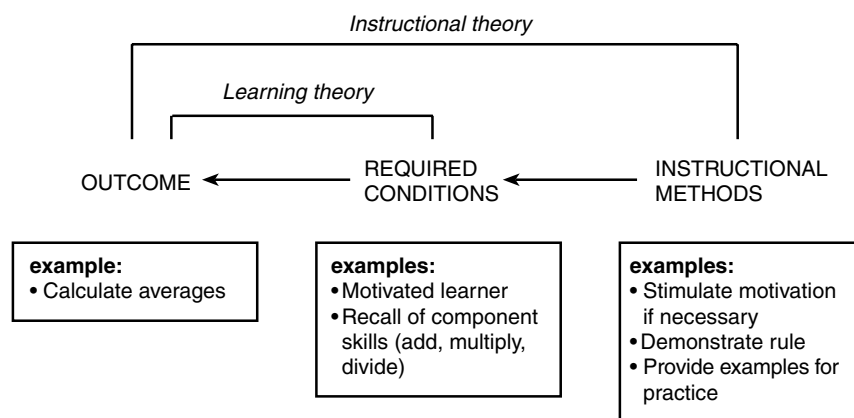 Instructional theory
Learning theory
OUTCOME
REQUIRED
CONDITIONS
INSTRUCTIONAL
METHODS
example:
• Calculate averages
examples:
• Motivated learner
• Recall of component
skills (add, multiply,
divide)
examples:
• Stimulate motivation
if necessary
• Demonstrate rule
• Provide examples for
practice